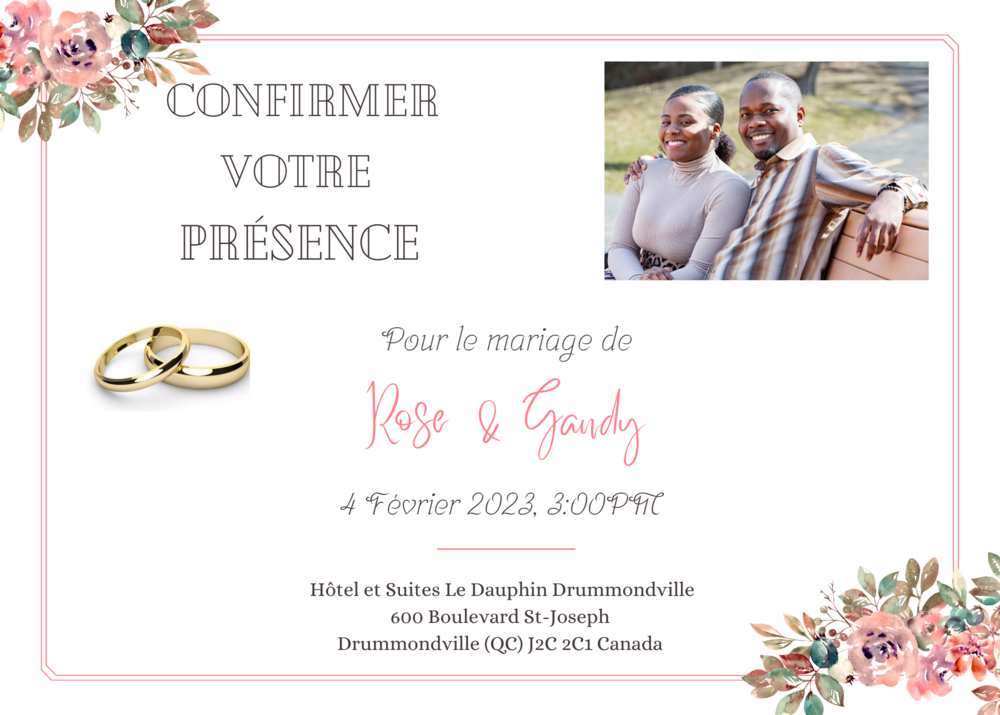 CONFIRMER
VOTRE
PRÉSENCE
Pour le mariage de
Rose & Gandy
4 Février 2023, 3:00PM
Hôtel et Suites Le Dauphin Drummondville
600 Boulevard St-Joseph
Drummondville (QC) J2C 2C1 Canada